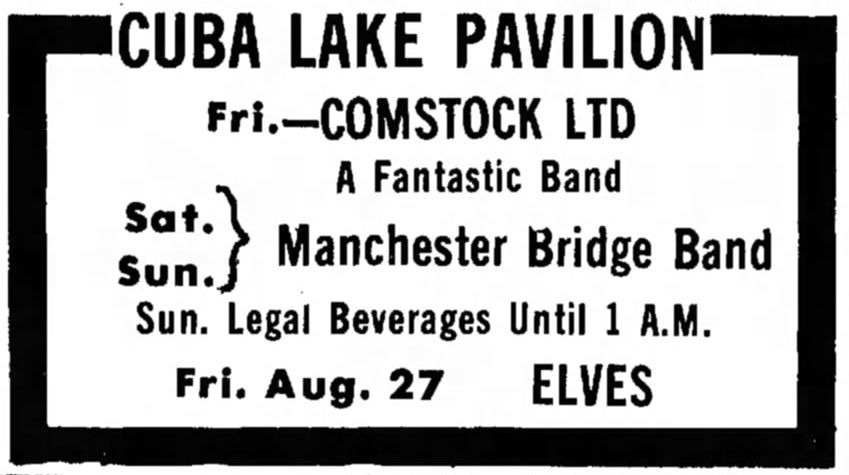 CUBA LAKE PAVILION
Fri.—COMSTOCK LTD
A Fantastic Band
Sat.
Sun.
Manchester Bridge Band
Sun. Legal Beverages Until 1 A.M.
Fri. Aug. 27 ELVES